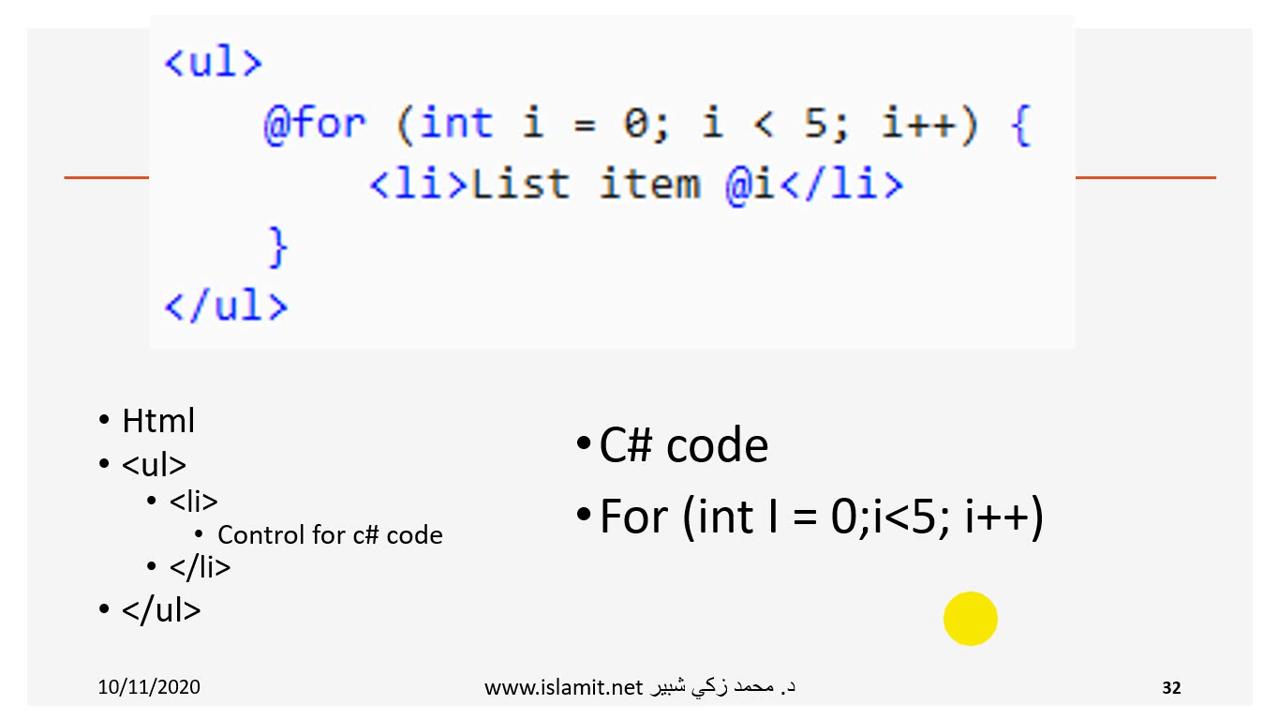 <ul>
@for (int i = 0; i < 5; i++) {
<li>List item @i</li>
}
</ul>
• Html
• <ul>
• <li>
• Control for c# code
• </li>
• </ul>
• C# code
• For (int I = 0;i<5; i++)
10/11/2020
www.islamit.net د. محمد زكي شبير
32